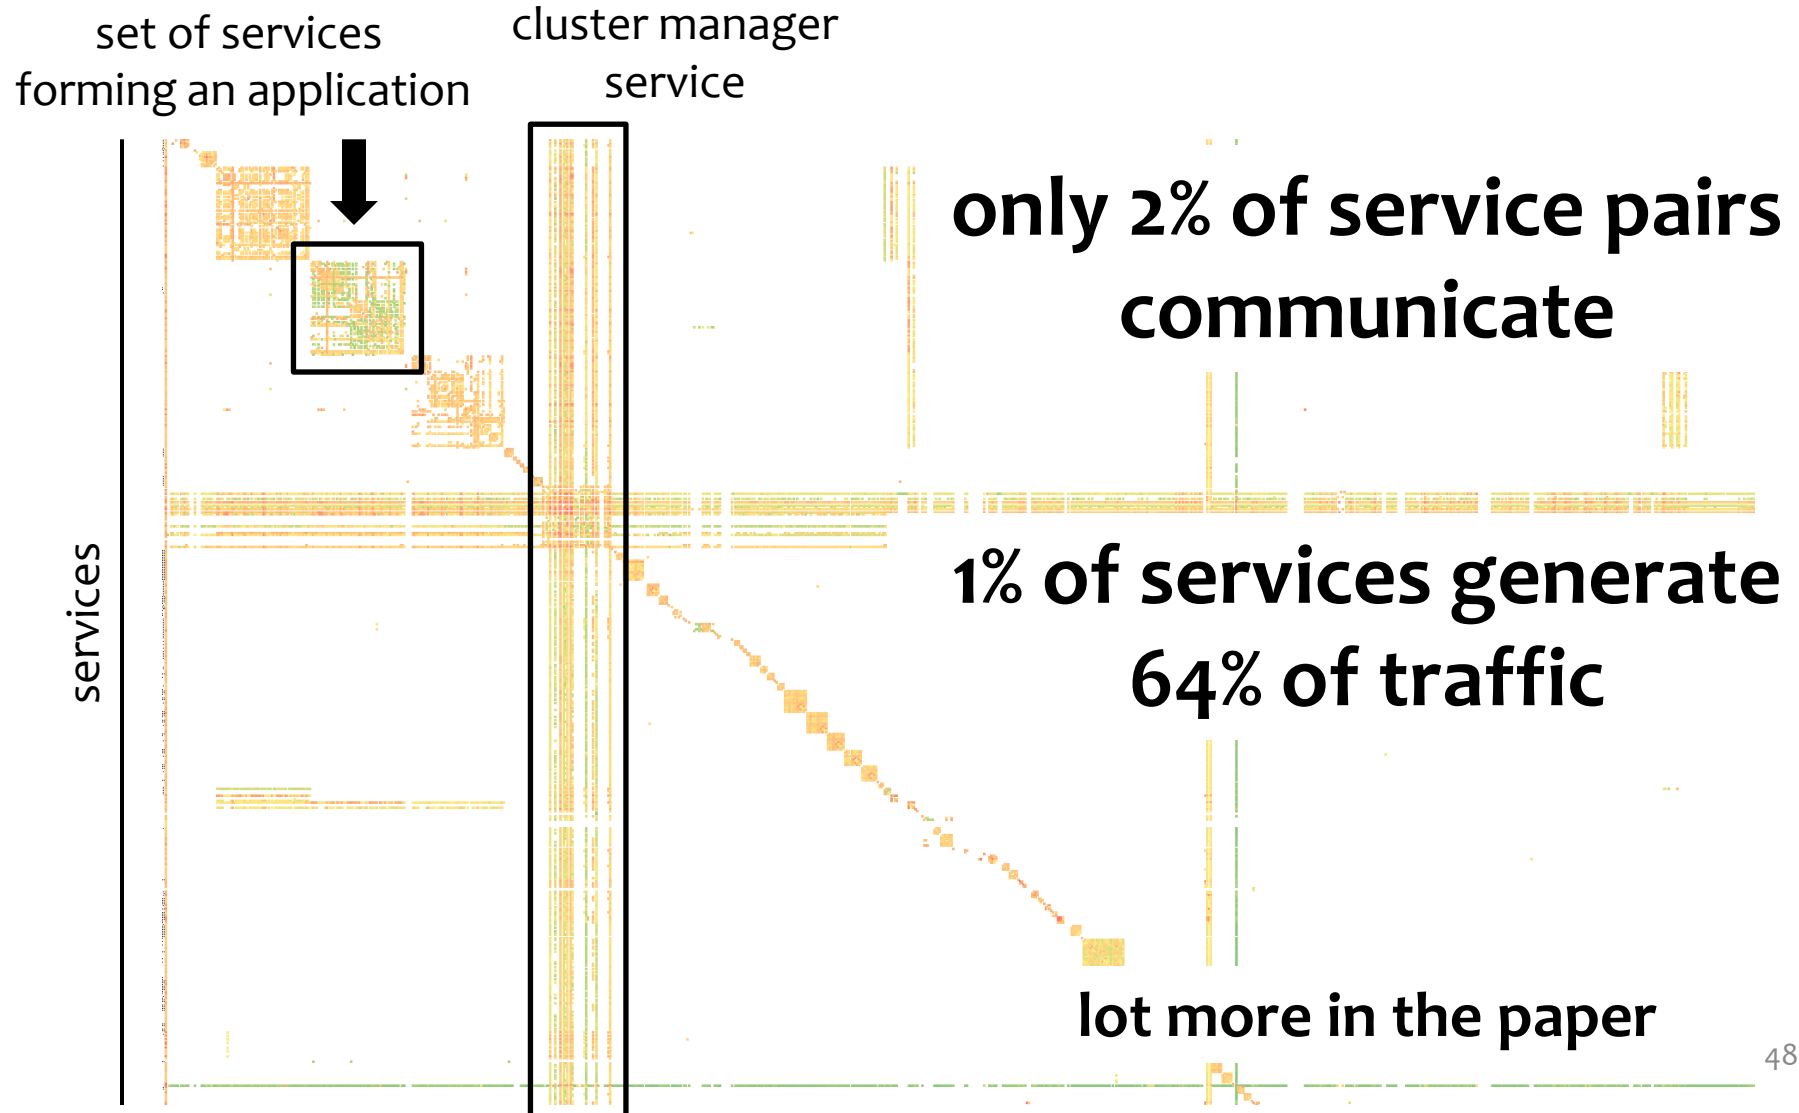 set of services
forming an application
cluster manager
service
only 2% of service pairs
communicate
services
1% of services generate
64% of traffic
lot more in the paper
48